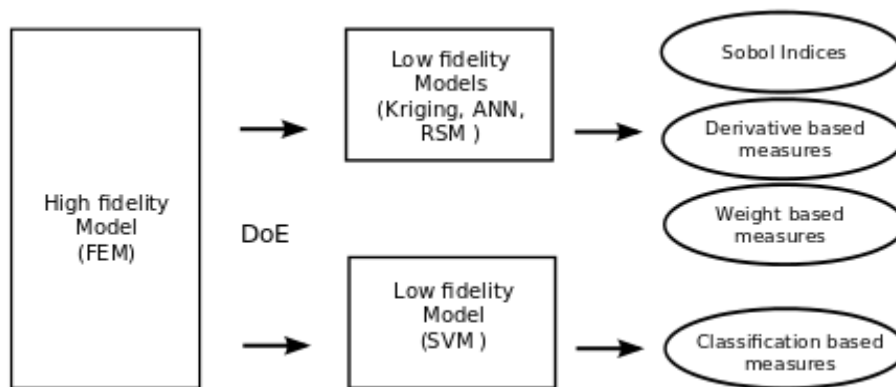 High fidelity
Model
(FEM)
DoE
Low fidelity
Models
(Kriging, ANN,
RSM )
Low fidelity
Model
(SVM )
Sobol Indices
Derivative based
measures
Weight based
measures
Classification based
measures